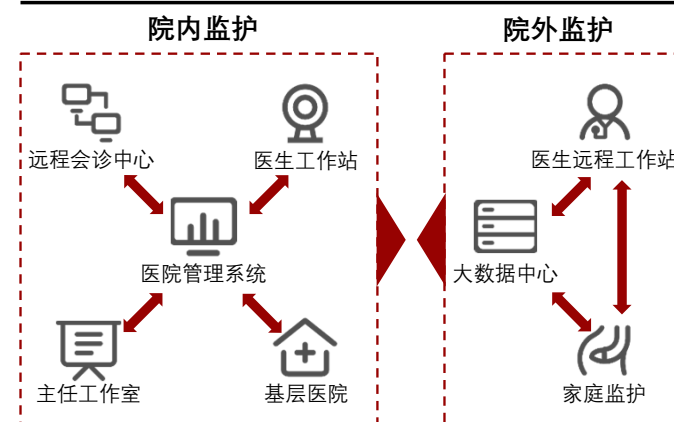 院内监护
院外监护
远程会诊中心
医生工作站
医院管理系统
主任工作室
基层医院
医生远程工作站
大数据中心
家庭监护